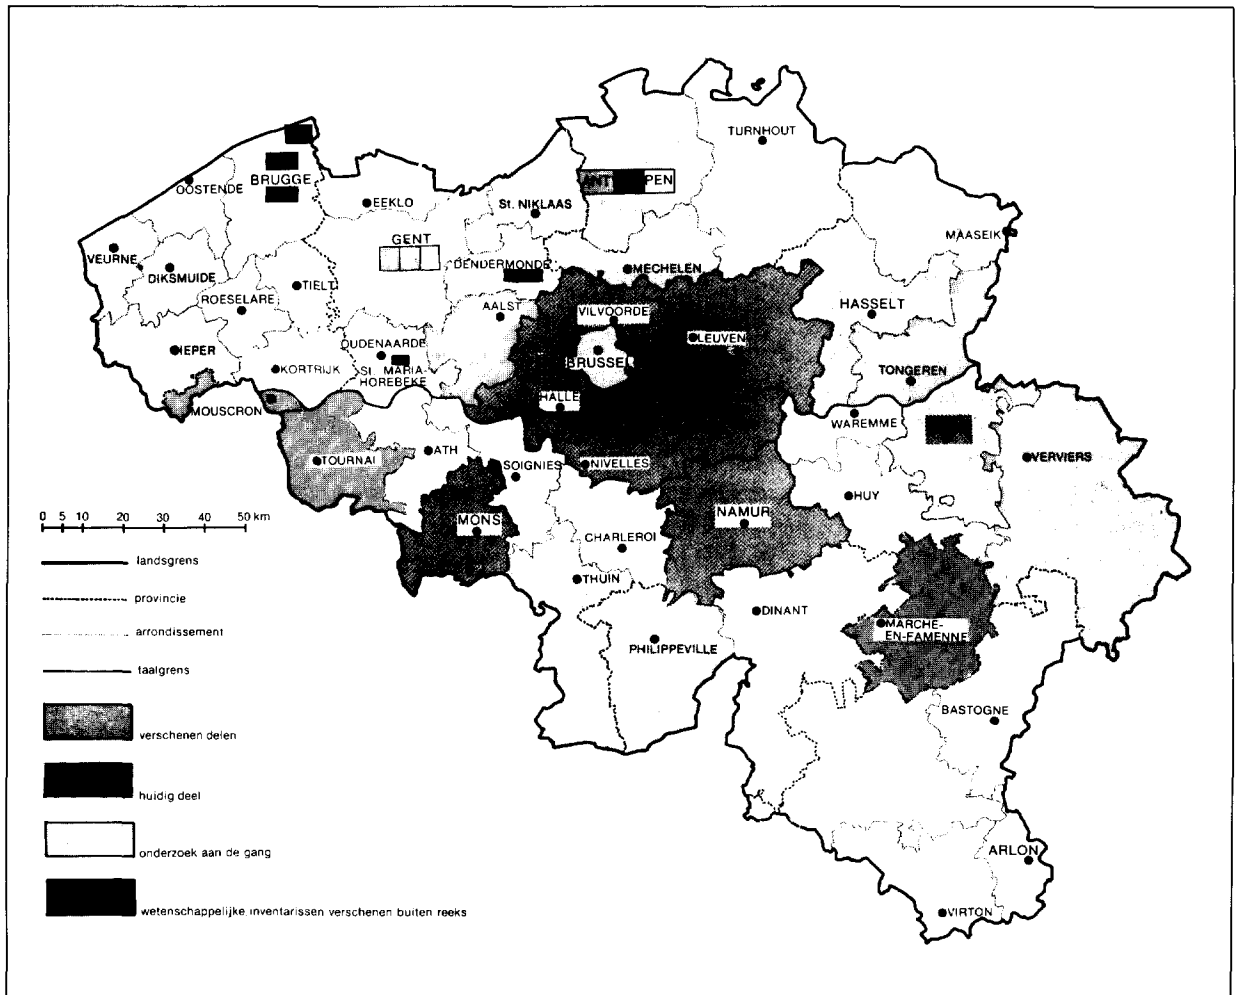 TURNHOUT
OOSTENDE
BRUGGE
ANT PEN
EEKLO
St. NIKLAAS
MAASEIK
VEURNE
GENT
DENDERMONDE
MECHELEN
DIKSMUIDE
TIELT
ROESELARE
AALST
VILVOORDE
HASSELT
LEUVEN
IEPER
OUDENAARDE
BRUSSEL
KORTRIJK
ST. MARIA-
HOREBEKE
TONGEREN
HALLE
MOUSCRON
WAREMME
ATH
TOURNAI
SOIGNIES
NIVELLES
VERVIERS
HUY
MONS
NAMUR
CHARLEROI
THUIN
DINANT
MARCHE-
EN-FAMENNE
PHILIPPEVILLE
BASTOGNE
ARLON
VIRTON
0 5 10 20 30 40 50 km
landsgrens
provincie
arrondissement
taalgrens
verschenen delen
huidig deel
onderzoek aan de gang
wetenschappelijke inventarissen verschenen buiten reeks